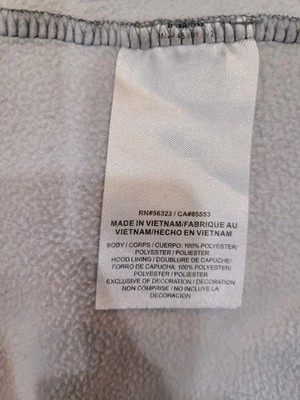 RN#56323 / CA#05553
MADE IN VIETNAM/FABRIQUE AU
VIETNAM/HECHO EN VIETNAM
BODY / CORPS / CUERPO: 100% POLYESTER/
POLYESTER / POLIESTER
HOOD LINING / DOUBLURE DE CAPUCHE/
FORRO DE CAPUCHA: 100% POLYESTER/
POLYESTER / POLIESTER
EXCLUSIVE OF DECORATION / DECORATION
NON COMPRISE / NO INCLUYE LA
DECORACION